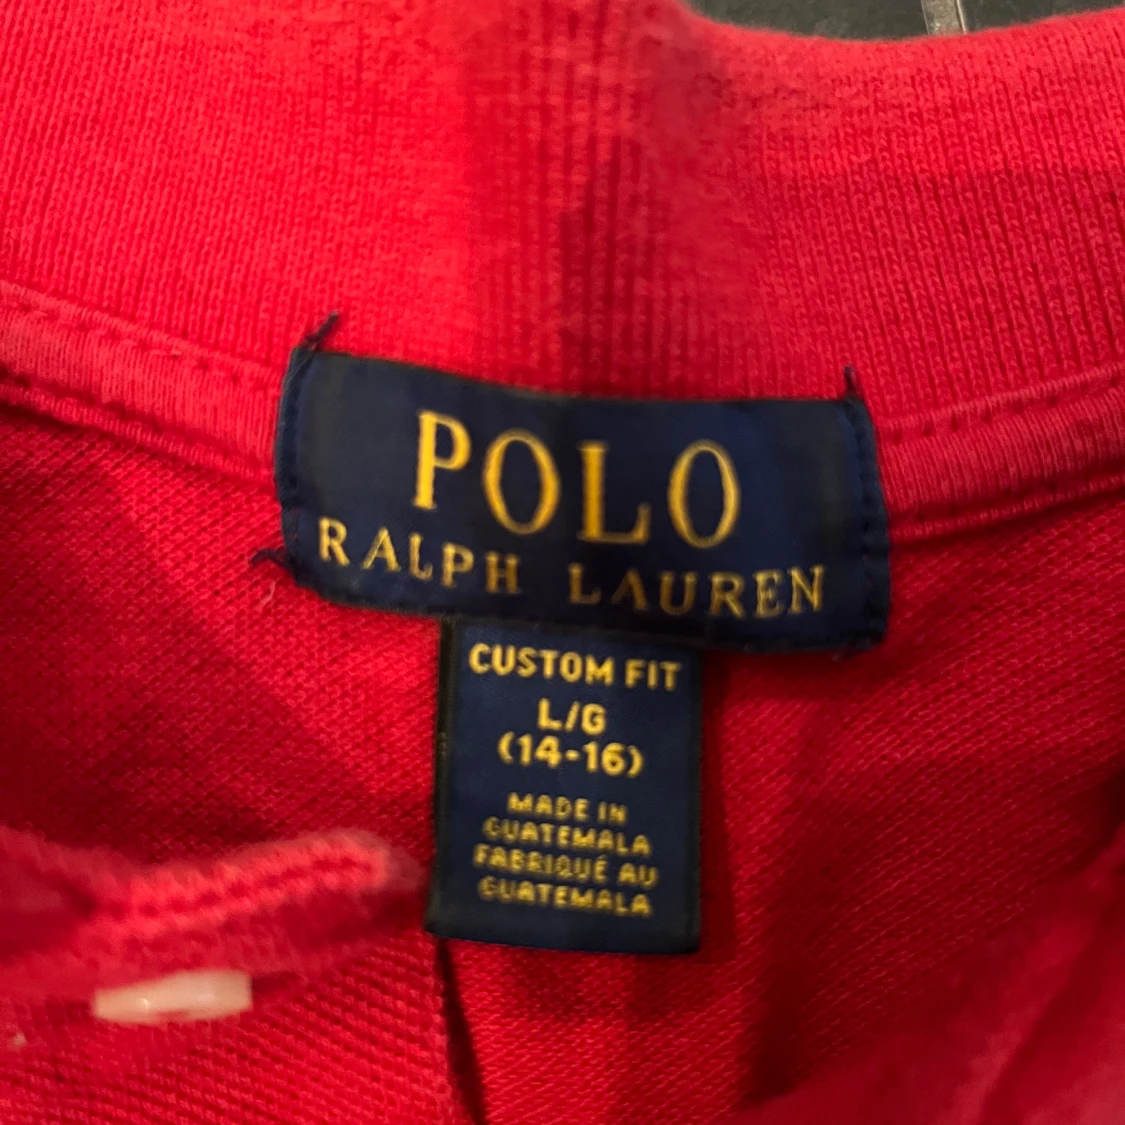 POLO
RALPH LAUREN
CUSTOM FIT
L/G
(14-16)
MADE IN
GUATEMALA
FABRIQUÉ AU
GUATEMALA